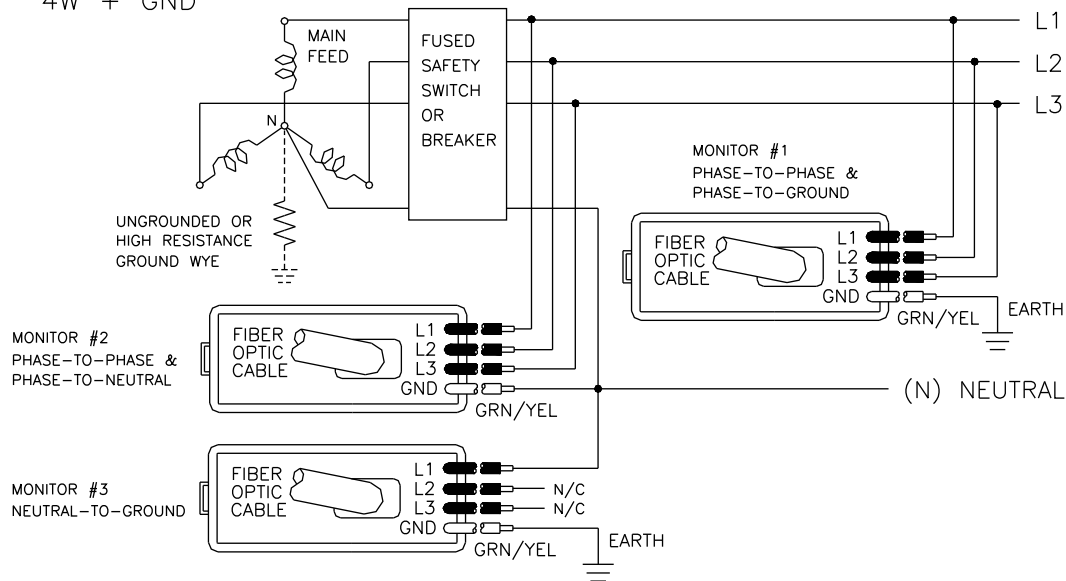 4W + GND
MAIN
FEED
FUSED
SAFETY
SWITCH
OR
BREAKER
L1
L2
L3
N
UNGROUNDED OR
HIGH RESISTANCE
GROUND WYE
MONITOR #1
PHASE-TO-PHASE &
PHASE-TO-GROUND
FIBER
OPTIC
CABLE
L1
L2
L3
GND
GRN/YEL
EARTH
MONITOR #2
PHASE-TO-PHASE &
PHASE-TO-NEUTRAL
FIBER
OPTIC
CABLE
L1
L2
L3
GND
GRN/YEL
(N) NEUTRAL
MONITOR #3
NEUTRAL-TO-GROUND
FIBER
OPTIC
CABLE
L1
L2
L3
GND
N/C
N/C
GRN/YEL
EARTH